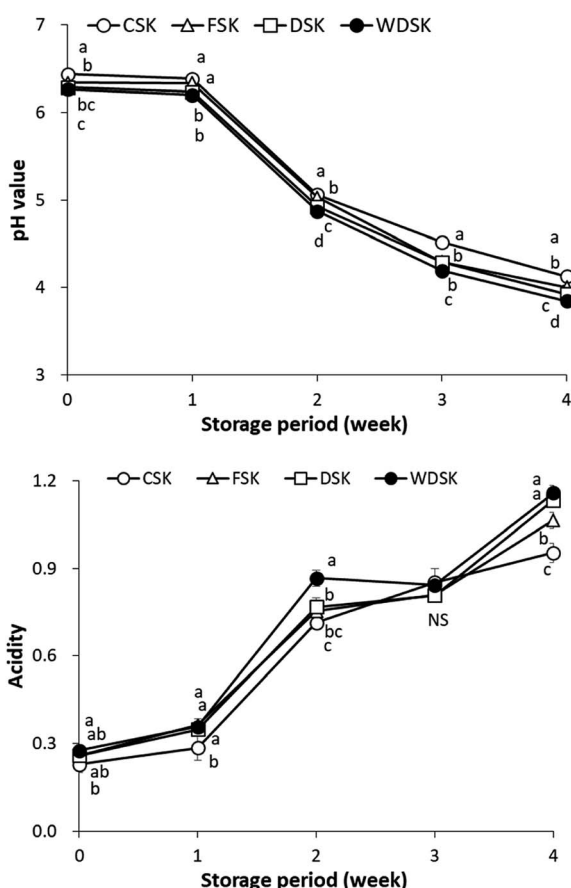 7
CSK FSK DSK WDSK
a
b
a
a
6
bc
c
b
b
a
b
5
c
d
a
b
a
b
4
b
c
c
d
3
0 1 2 3 4
pH value
Storage period (week)
1.2
CSK FSK DSK WDSK
a
a
a
0.9
b
b
c
bc
c
NS
0.6
Acidity
a
a
0.3
a
ab
a
b
ab
b
0.0
0 1 2 3 4
Storage period (week)